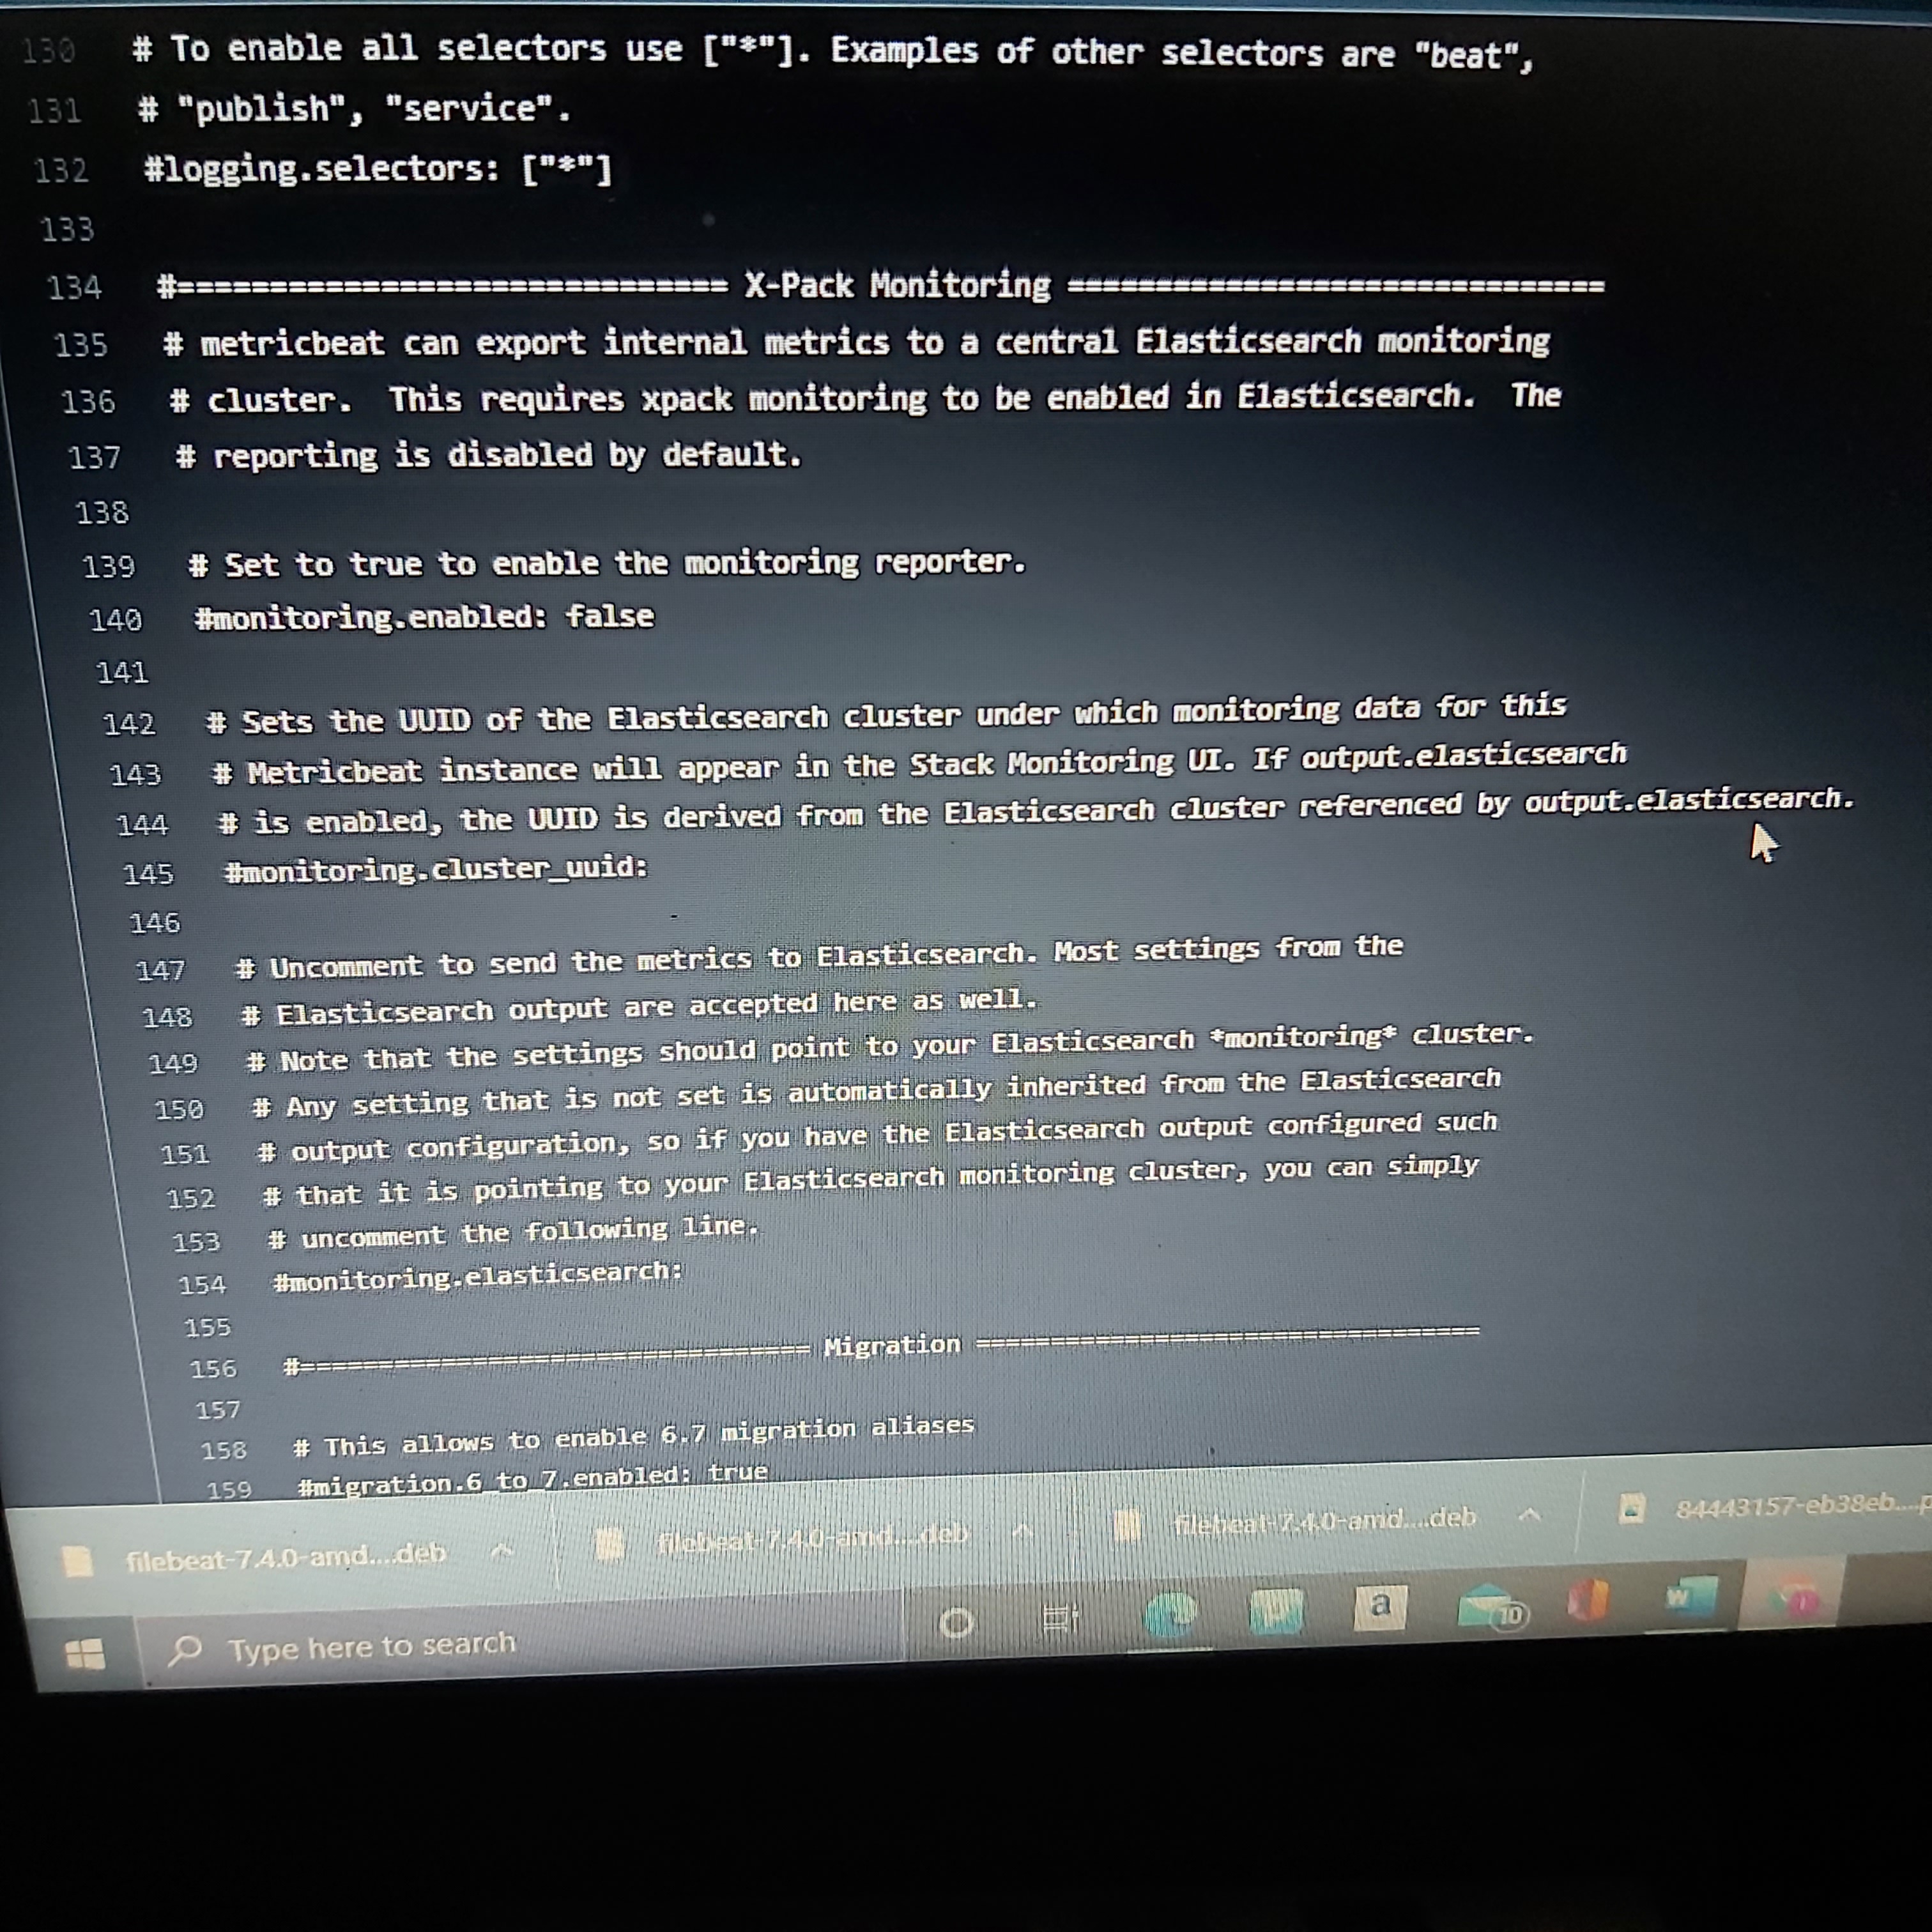 130 # To enable all selectors use ["*"]. Examples of other selectors are "beat",
131 # "publish", "service".
132 #logging.selectors: ["*"]
133
134 #============================== X-Pack Monitoring ==============================
135 # metricbeat can export internal metrics to a central Elasticsearch monitoring
136 # cluster.  This requires xpack monitoring to be enabled in Elasticsearch.  The
137 # reporting is disabled by default.
138
139 # Set to true to enable the monitoring reporter.
140 #monitoring.enabled: false
141
142 # Sets the UUID of the Elasticsearch cluster under which monitoring data for this
143 # Metricbeat instance will appear in the Stack Monitoring UI. If output.elasticsearch
144 # is enabled, the UUID is derived from the Elasticsearch cluster referenced by output.elasticsearch.
145 #monitoring.cluster_uuid:
146
147 # Uncomment to send the metrics to Elasticsearch. Most settings from the
148 # Elasticsearch output are accepted here as well.
149 # Note that the settings should point to your Elasticsearch *monitoring* cluster.
150 # Any setting that is not set is automatically inherited from the Elasticsearch
151 # output configuration, so if you have the Elasticsearch output configured such
152 # that it is pointing to your Elasticsearch monitoring cluster, you can simply
153 # uncomment the following line.
154 #monitoring.elasticsearch:
155
156 #================================= Migration ==================================
157
158 # This allows to enable 6.7 migration aliases
159 #migration.6_to_7.enabled: true
filebeat-7.4.0-amd....deb filebeat-7.4.0-amd....deb filebeat-7.4.0-amd....deb 84443157-eb38eb....p
Type here to search a 10 W